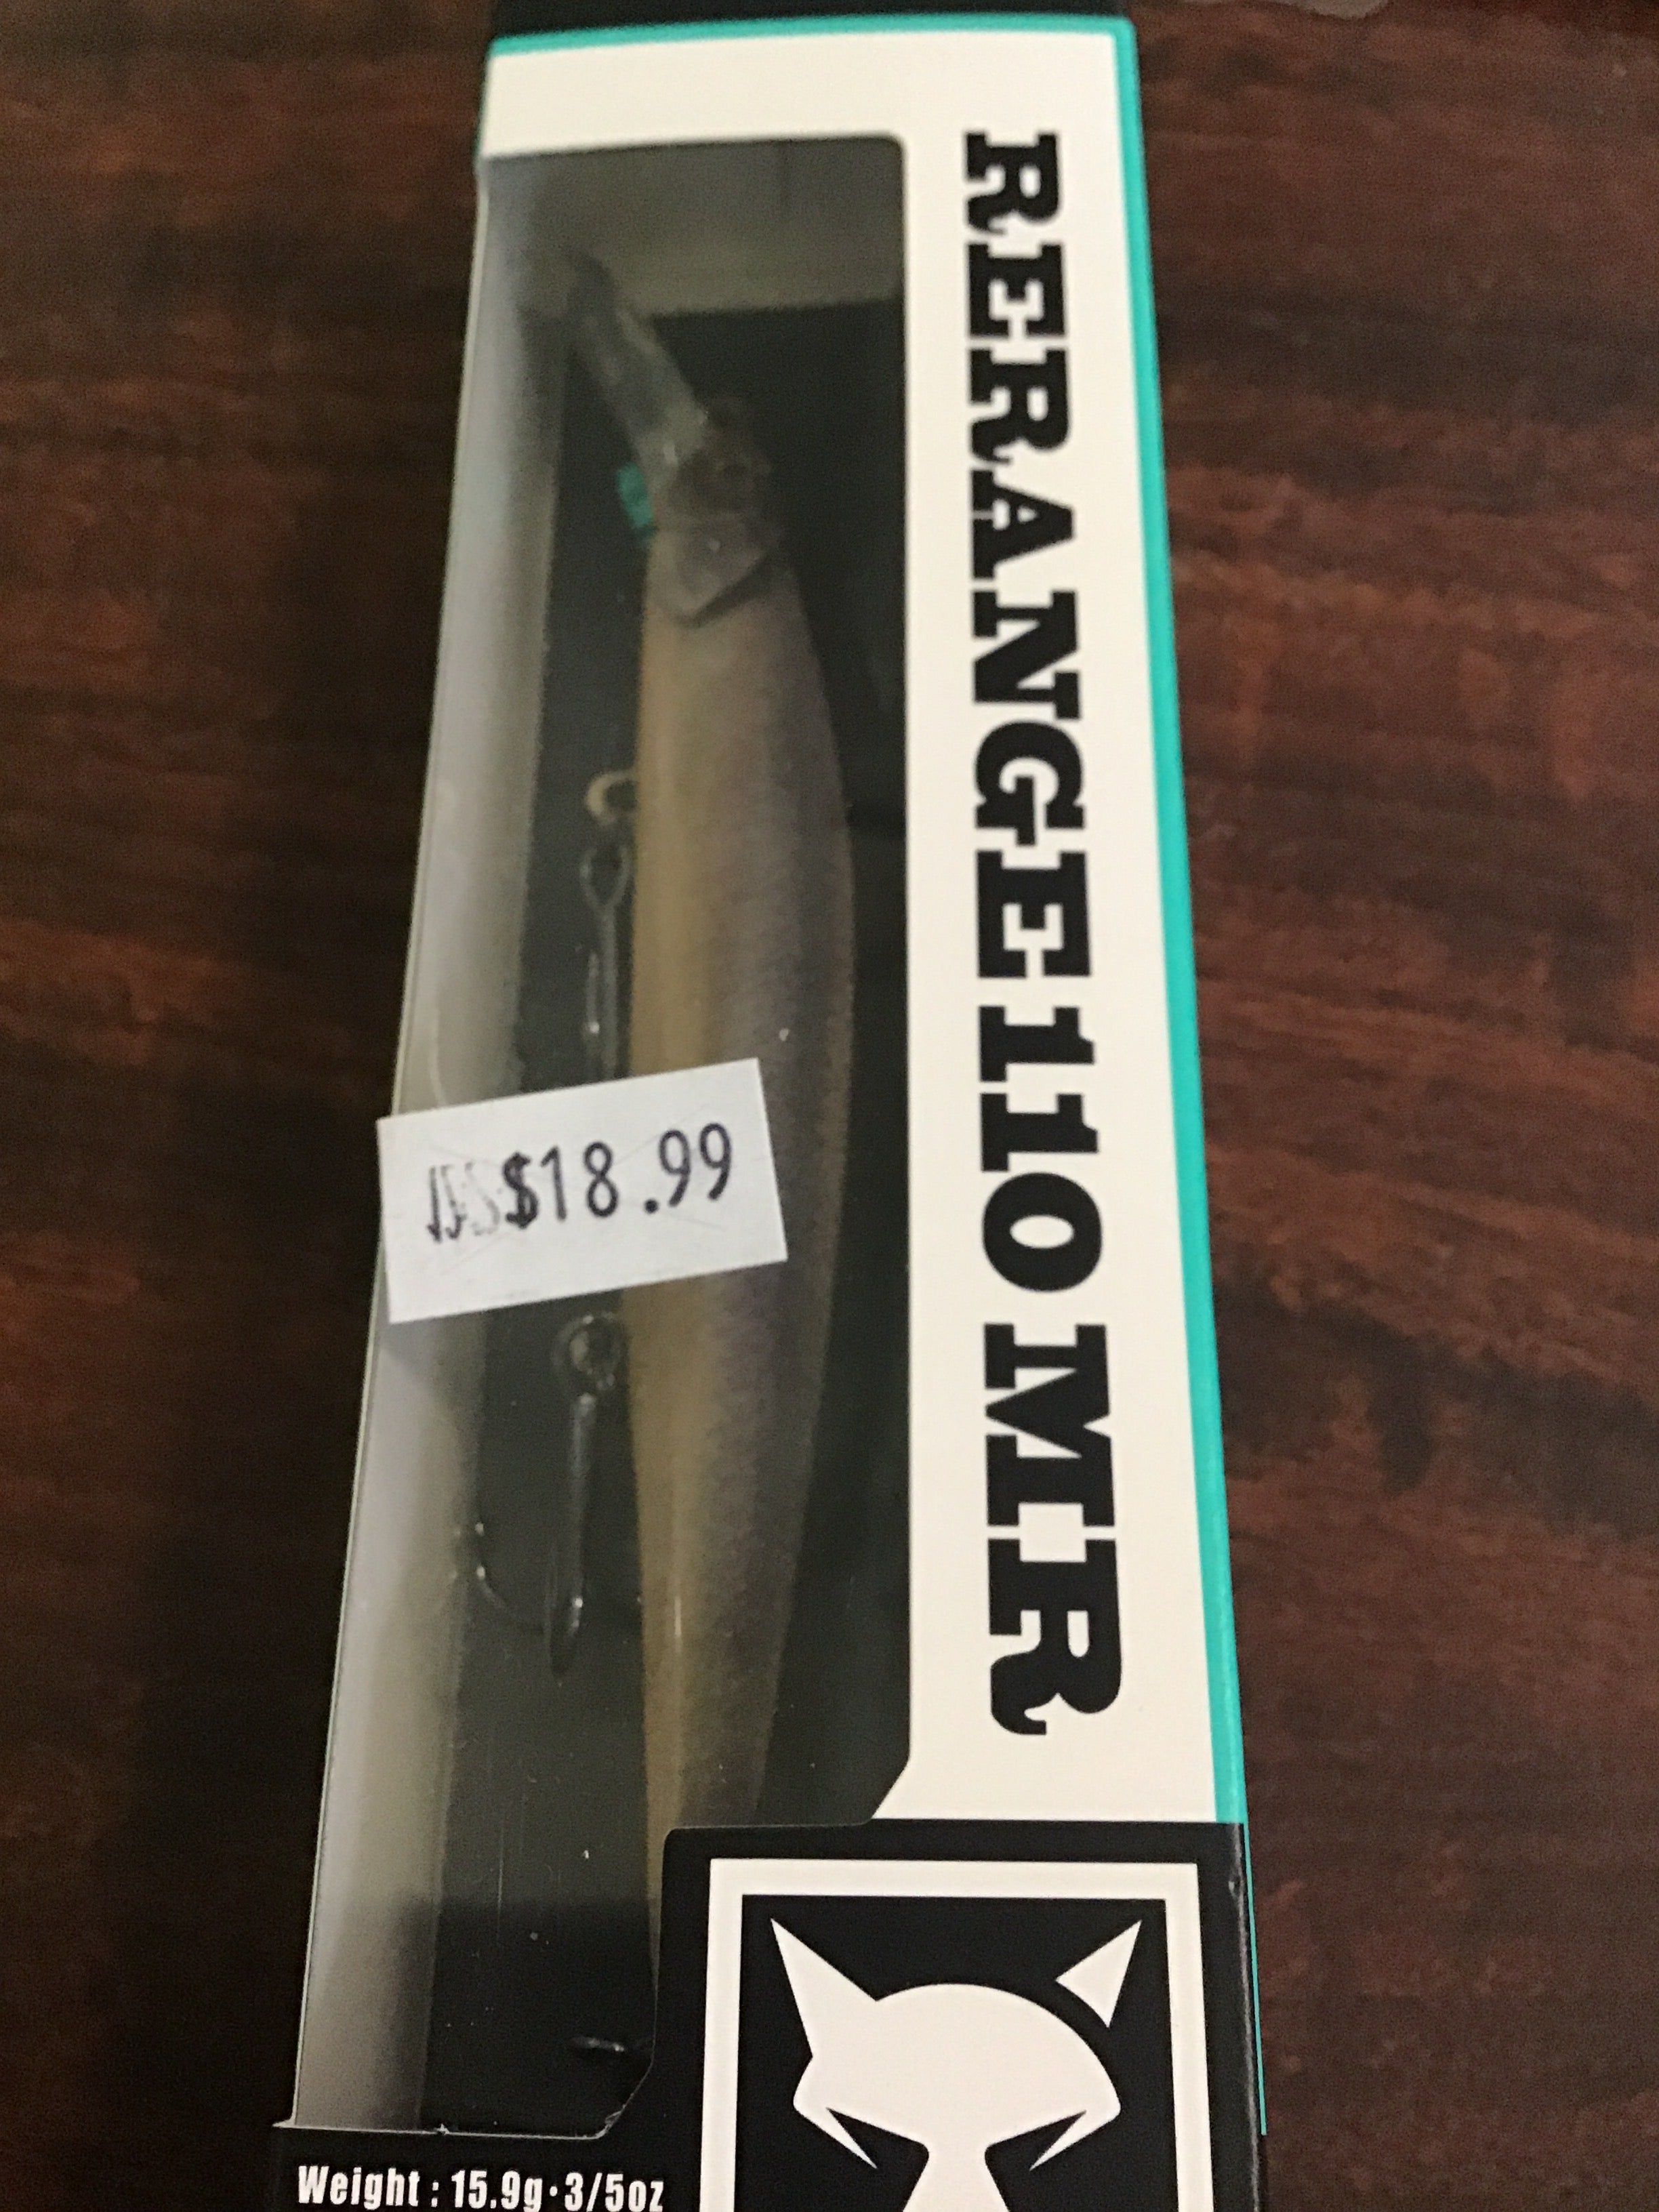 RERANGE 110 MR
$18.99
Weight : 15.9g·3/5oz